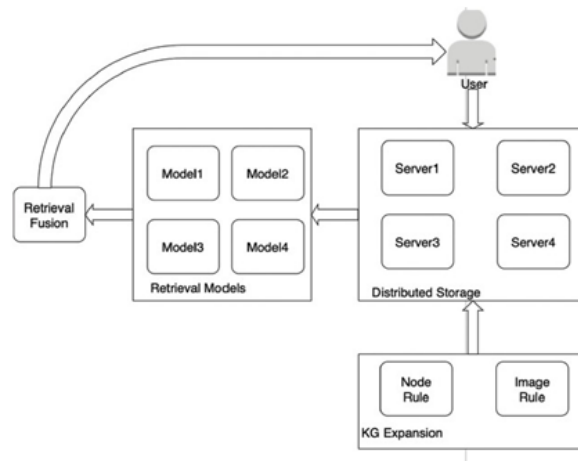 User
Model1
Model2
Server1
Server2
Retrieval
Fusion
Model3
Model4
Server3
Server4
Retrieval Models
Distributed Storage
Node
Rule
Image
Rule
KG Expansion